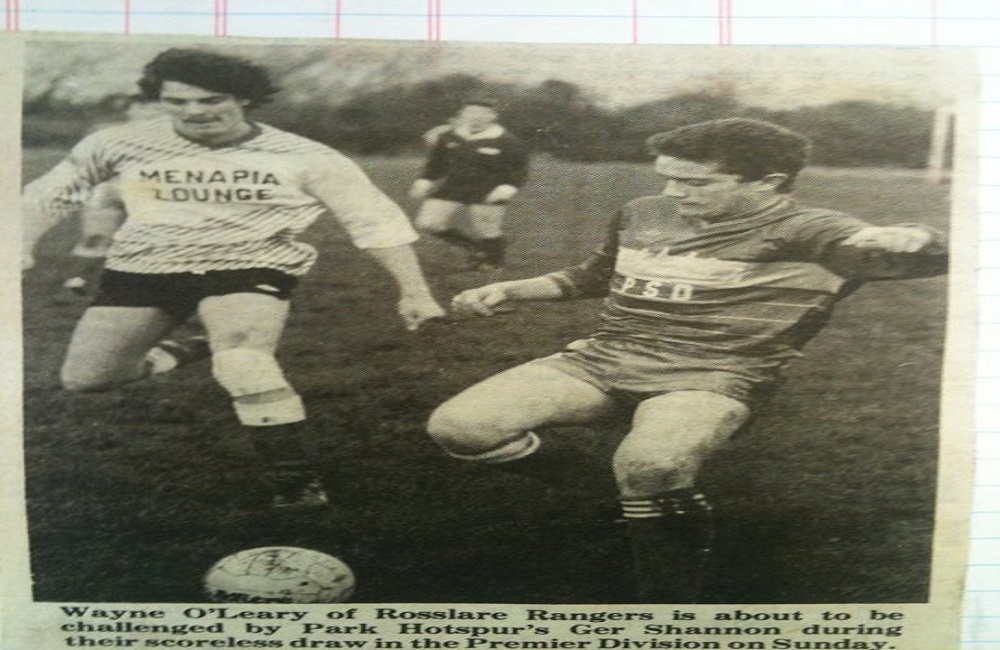 MENAPIA
LOUNGE
PSO
Mitre
Wayne O'Leary of Rosslare Rangers is about to be
challenged by Park Hotspur's Ger Shannon during
their scoreless draw in the Premier Division on Sunday.